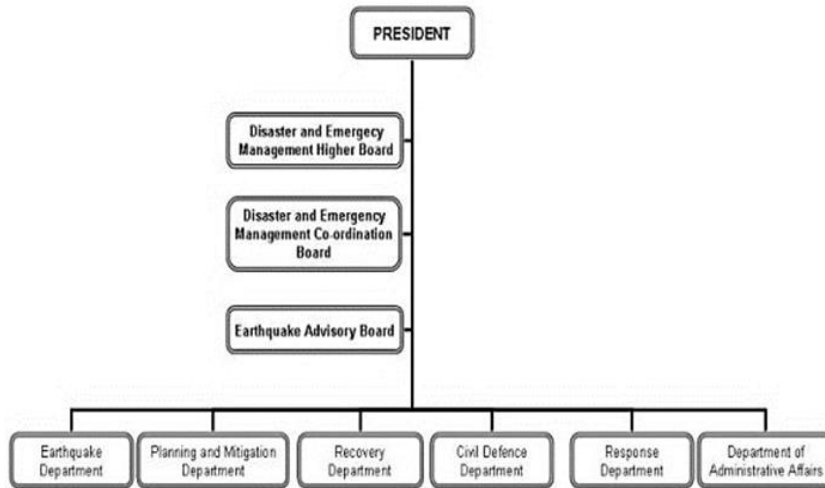 PRESIDENT
Disaster and Emergecy
Management Higher Board
Disaster and Emergency
Management Co-ordination
Board
Earthquake Advisory Board
Earthquake
Department
Planning and Mitigation
Department
Recovery
Department
Civil Defence
Department
Response
Department
Department of
Administrative Affairs